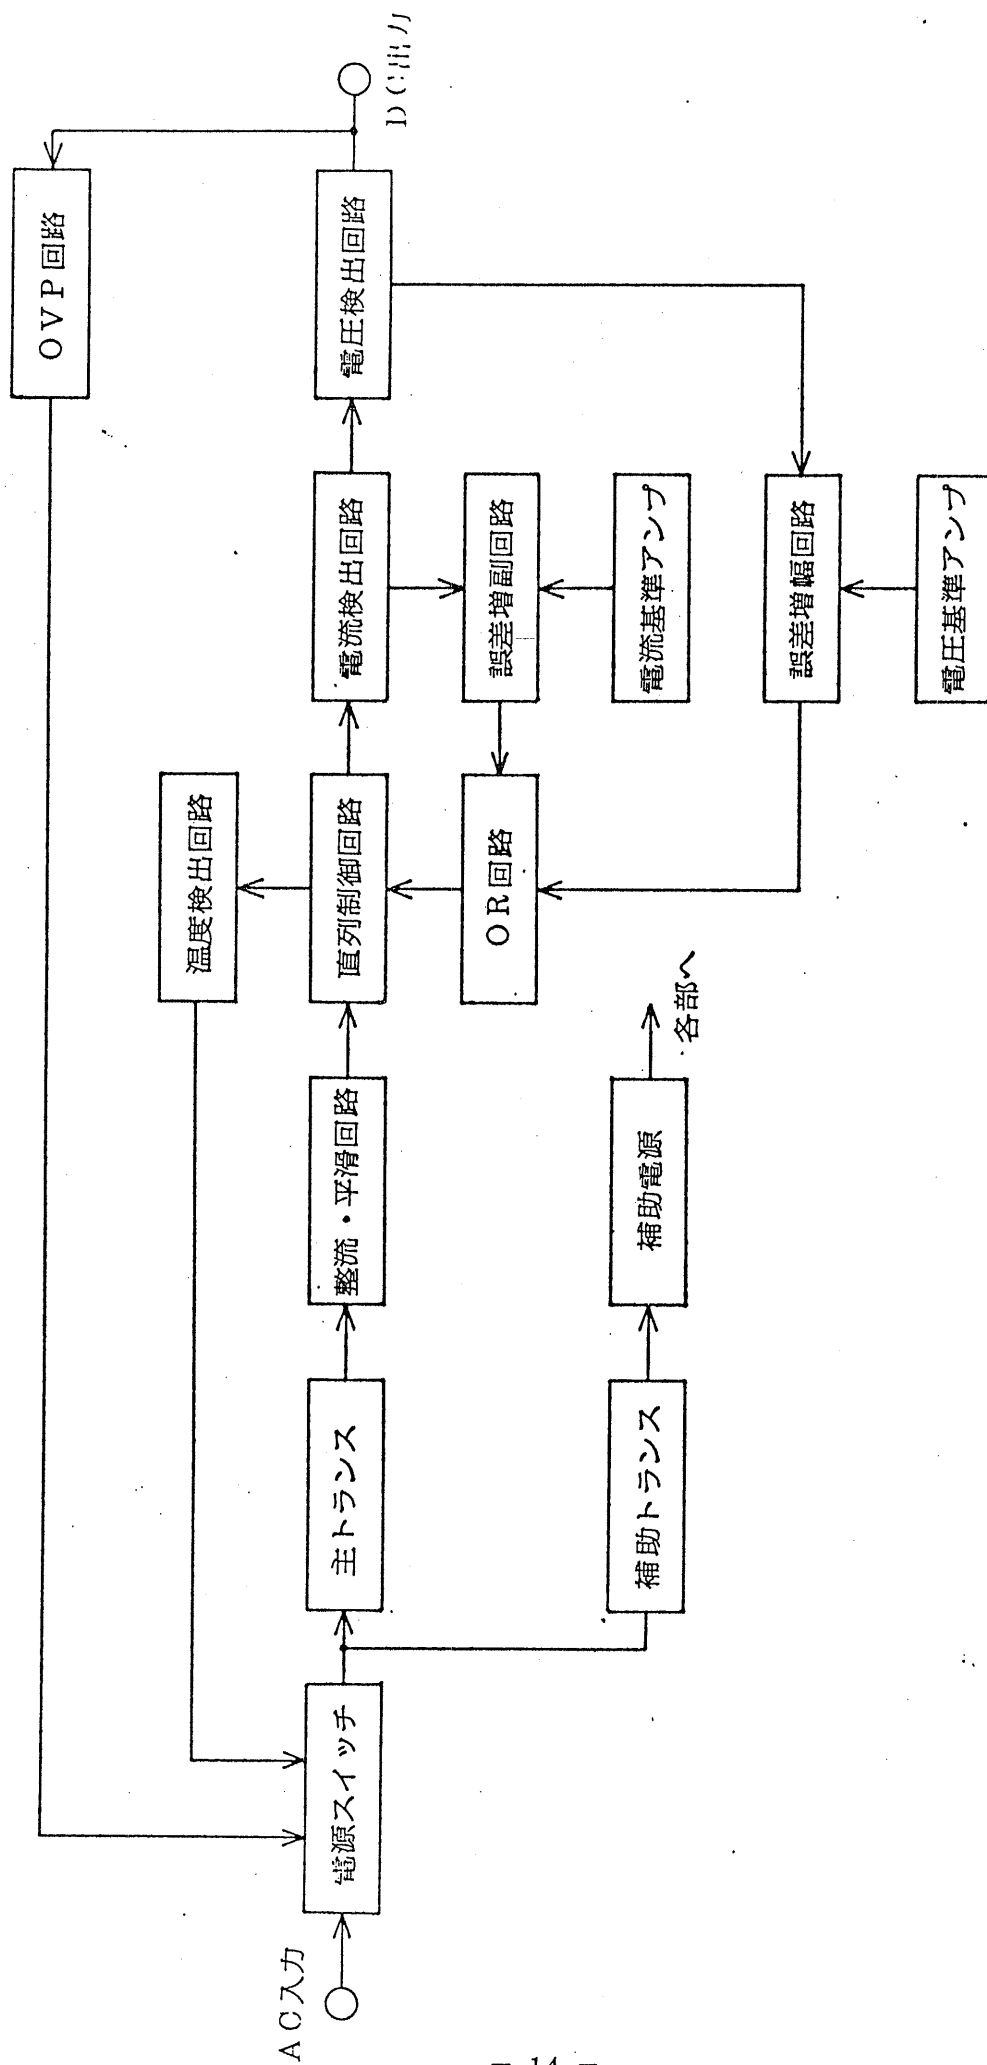 OVP回路
温度検出回路
AC入力
電源スイッチ
主トランス
整流・平滑回路
直列制御回路
電流検出回路
電圧検出回路
DC出力
OR回路
誤差増副回路
補助トランス
補助電源
各部へ
電流基準アンプ
誤差増幅回路
電圧基準アンプ
- 14 -